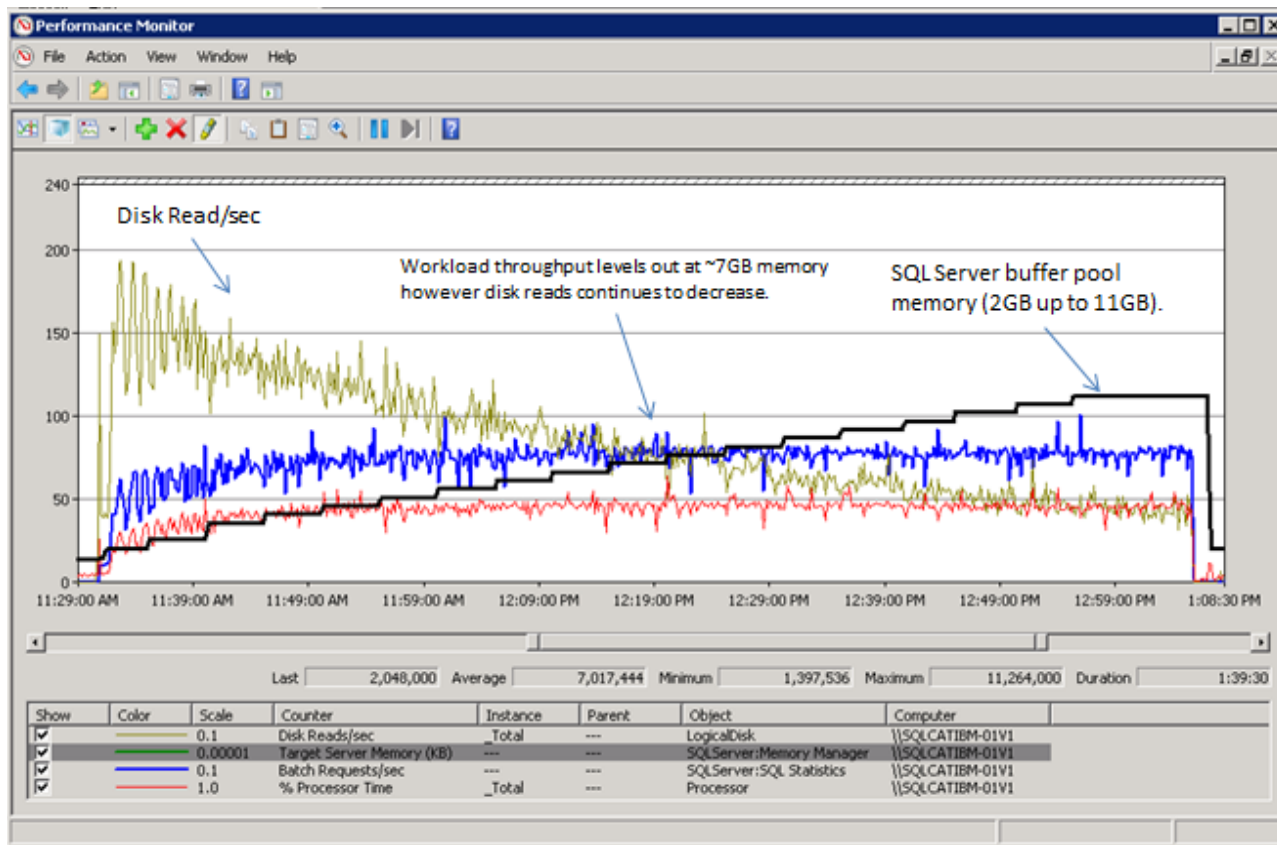 Performance Monitor
File Action View Window Help
240
Disk Read/sec
200
Workload throughput levels out at ~7GB memory
however disk reads continues to decrease.
SQL Server buffer pool
memory (2GB up to 11GB).
150
100
50
0
11:29:00 AM 11:39:00 AM 11:49:00 AM 11:59:00 AM 12:09:00 PM 12:19:00 PM 12:29:00 PM 12:39:00 PM 12:49:00 PM 12:59:00 PM 1:08:30 PM
Last 2,048,000 Average 7,017,444 Minimum 1,397,536 Maximum 11,264,000 Duration 1:39:30
Show Color Scale Counter Instance Parent Object Computer
0.1 Disk Reads/sec _Total --- LogicalDisk \\SQLCATIBM-01V1
0.00001 Target Server Memory (KB) --- --- SQLServer:Memory Manager \\SQLCATIBM-01V1
0.1 Batch Requests/sec --- --- SQLServer:SQL Statistics \\SQLCATIBM-01V1
1.0 % Processor Time _Total --- Processor \\SQLCATIBM-01V1